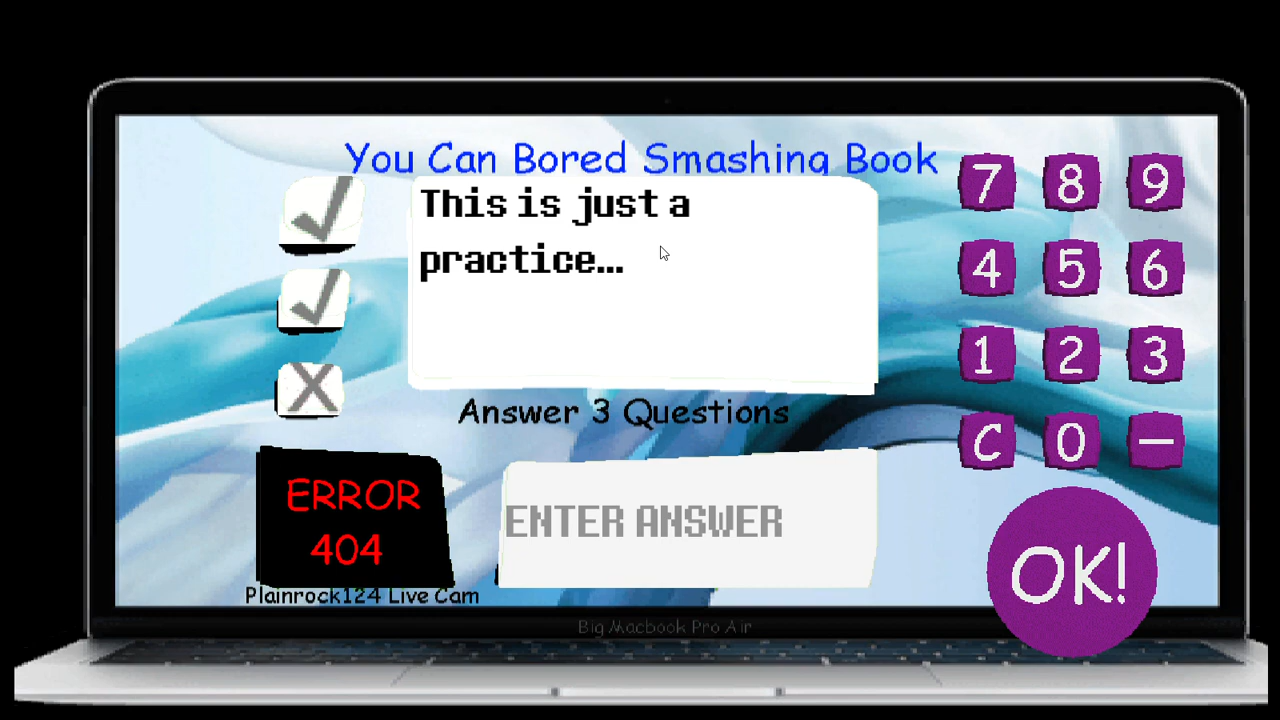 You Can Bored Smashing Book
This is just a
practice...
Answer 3 Questions
ERROR
404
Plainrock124 Live Cam
ENTER ANSWER
7 8 9
4 5 6
1 2 3
C 0 —
OK!
Big Macbook Pro Air